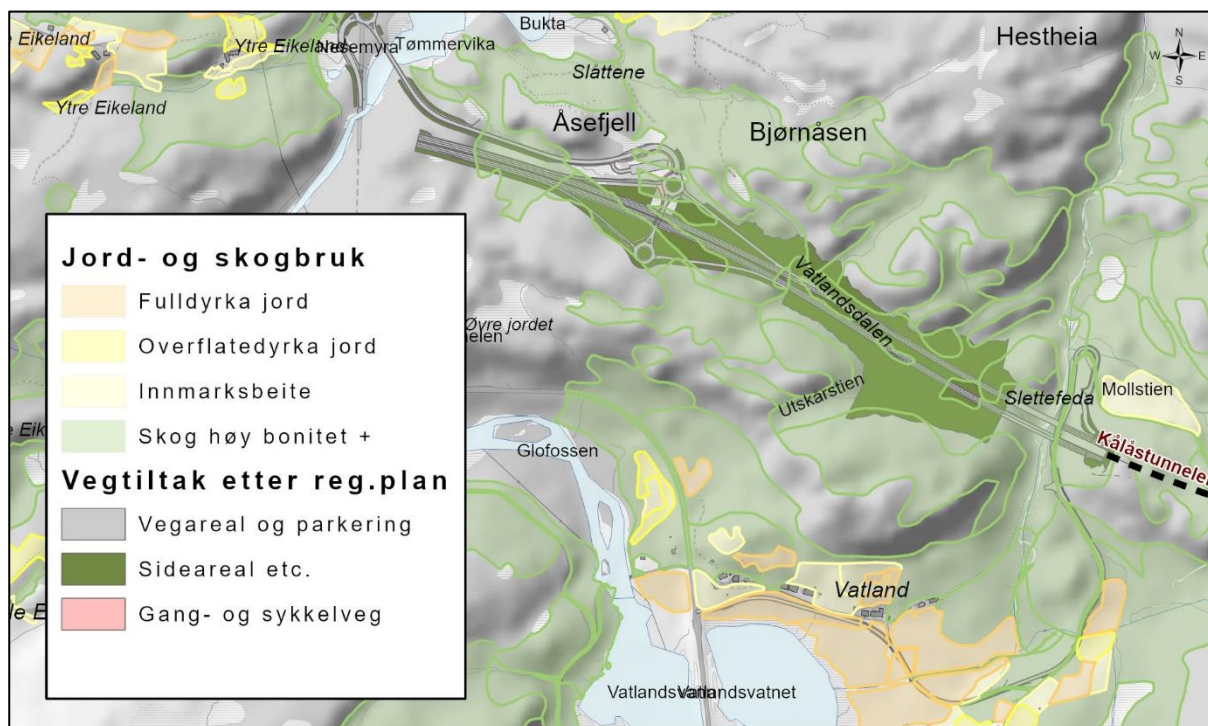 Bukta
Hestheia
N
W E
S
Eikeland
Ytre Eikeland
Nesemyra
Tømmervika
Slåttene
Ytre Eikeland
Åsefjell
Bjørnåsen
Jord- og skogbruk
Fulldyrka jord
Overflatedyrka jord
Innmarksbeite
Skog høy bonitet +
Vegtiltak etter reg.plan
Vegareal og parkering
Sideareal etc.
Gang- og sykkelveg
Vatlandsdalen
Øvre jordet
Utskårstien
Slettefeda
Mollstien
Kålåstunnelen
Glofossen
Vatland
Vatlandsvatnet